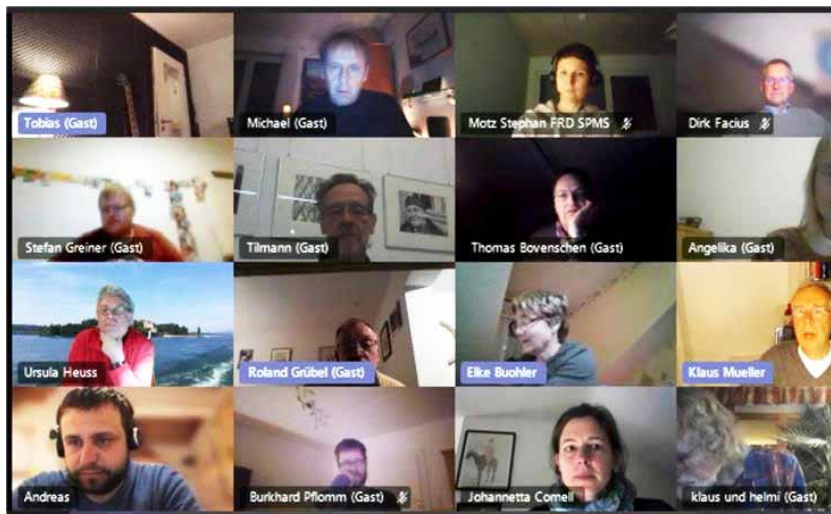 Tobias (Gast)
Michael (Gast)
Motz Stephan FRD SPMS
Dirk Facius
Stefan Greiner (Gast)
Tilmann (Gast)
Thomas Bovenschen (Gast)
Angelika (Gast)
Ursula Heuss
Roland Grübel (Gast)
Elke Buohler
Klaus Mueller
Andreas
Burkhard Pflomm (Gast)
Johannetta Cornell
klaus und helmi (Gast)